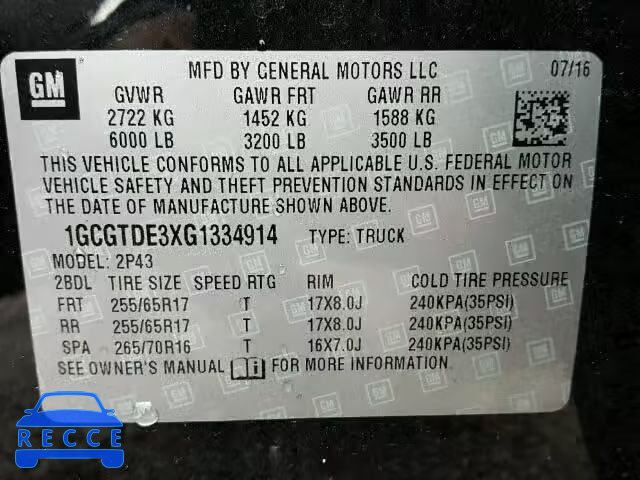 GM
MFD BY GENERAL MOTORS LLC 07/16
GVWR GAWR FRT GAWR RR
2722 KG 1452 KG 1588 KG
6000 LB 3200 LB 3500 LB
THIS VEHICLE CONFORMS TO ALL APPLICABLE U.S. FEDERAL MOTOR
VEHICLE SAFETY AND THEFT PREVENTION STANDARDS IN EFFECT ON
THE DATE OF MANUFACTURE SHOWN ABOVE.
1GCGTDE3XG1334914 TYPE: TRUCK
MODEL: 2P43
2BDL TIRE SIZE SPEED RTG RIM COLD TIRE PRESSURE
FRT 255/65R17 T 17X8.0J 240KPA(35PSI)
RR 255/65R17 T 17X8.0J 240KPA(35PSI)
SPA 265/70R16 T 16X7.0J 240KPA(35PSI)
SEE OWNER'S MANUAL FOR MORE INFORMATION.
RECCE